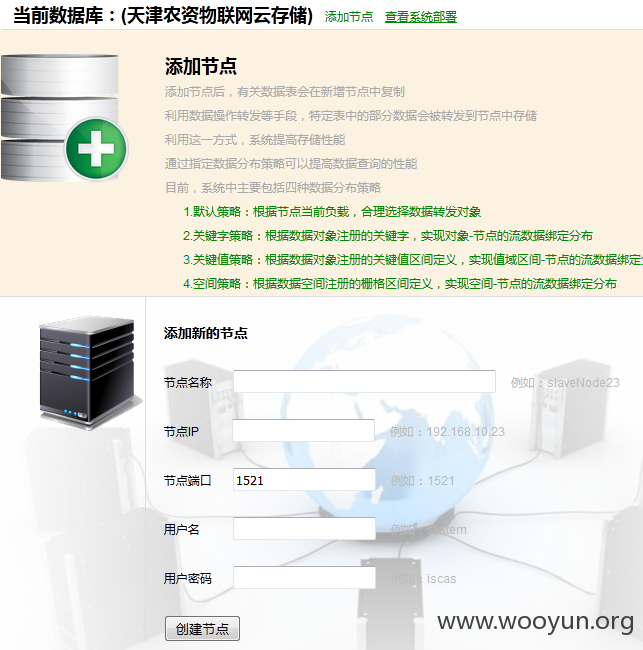 当前数据库：(天津农资物联网云存储) 添加节点 查看系统部署
添加节点
添加节点后，有关数据表会在新增节点中复制
利用数据操作转发等手段，特定表中的部分数据会被转发到节点中存储
利用这一方式，系统提高存储性能
通过指定数据分布策略可以提高数据查询的性能
目前，系统中主要包括四种数据分布策略
1.默认策略：根据节点当前负载，合理选择数据转发对象
2.关键字策略：根据数据对象注册的关键字，实现对象-节点的流数据绑定分布
3.关键值策略：根据数据对象注册的关键值区间定义，实现值域区间-节点的流数据绑定分
4.空间策略：根据数据空间注册的栅格区间定义，实现空间-节点的流数据绑定分布
添加新的节点
节点名称 例如：slaveNode23
节点IP 例如：192.168.10.23
节点端口 1521 例如：1521
用户名 例如：system
用户密码 例如：iscas
创建节点
www.wooyun.org